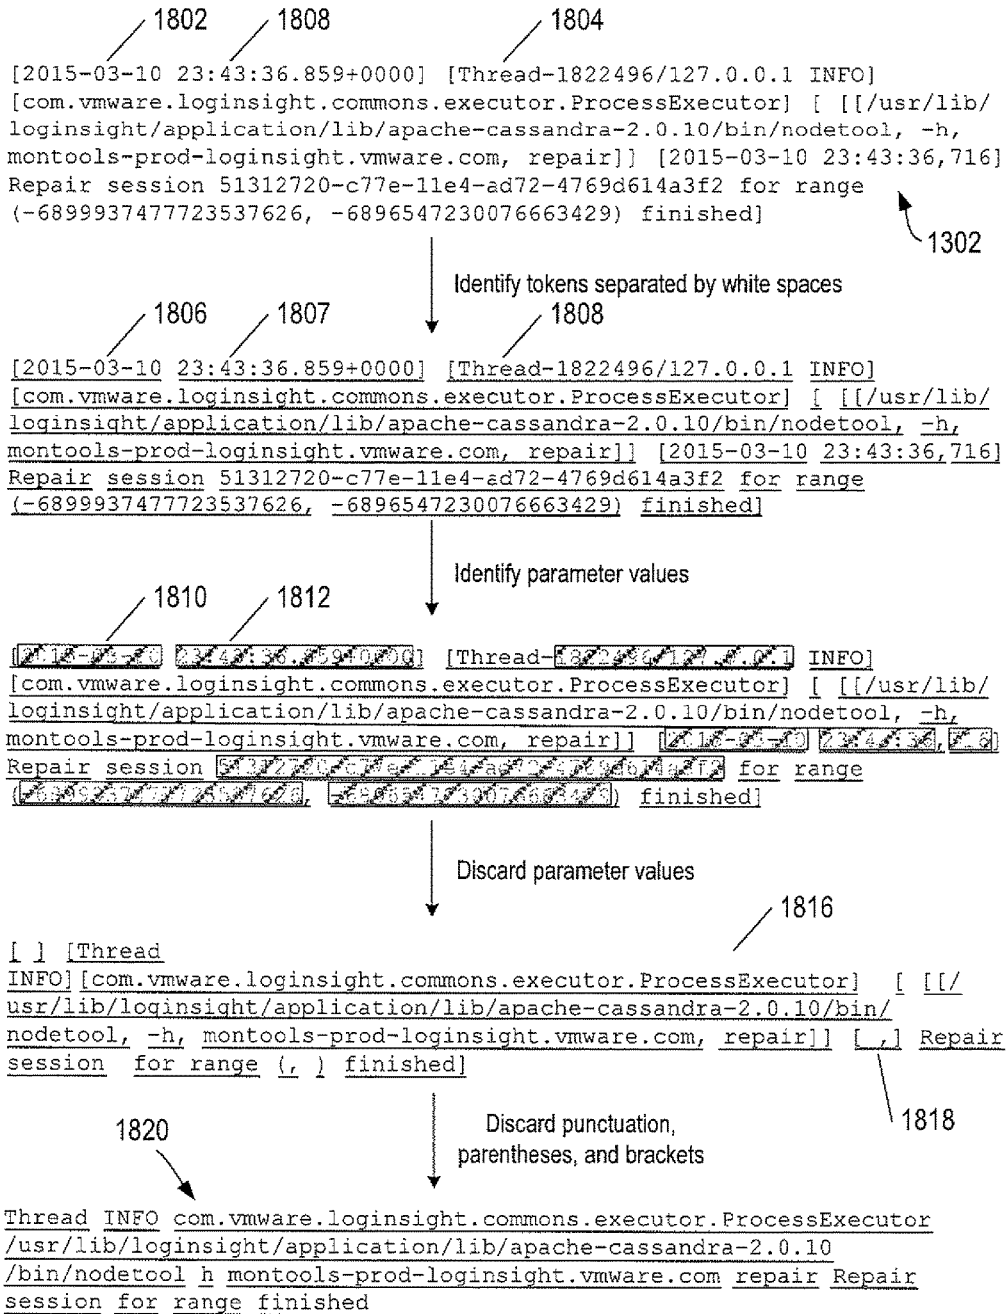 1802 1808 1804
[2015-03-10 23:43:36.859+0000] [Thread-1822496/127.0.0.1 INFO]
[com.vmware.loginsight.commons.executor.ProcessExecutor] [ [[/usr/lib/
loginsight/application/lib/apache-cassandra-2.0.10/bin/nodetool, -h,
montools-prod-loginsight.vmware.com, repair]] [2015-03-10 23:43:36,716]
Repair session 51312720-c77e-11e4-ad72-4769d614a3f2 for range
(-6899937477723537626, -6896547230076663429) finished]
1302
Identify tokens separated by white spaces
1806 1807 1808
[2015-03-10 23:43:36.859+0000] [Thread-1822496/127.0.0.1 INFO]
[com.vmware.loginsight.commons.executor.ProcessExecutor] [ [[/usr/lib/
loginsight/application/lib/apache-cassandra-2.0.10/bin/nodetool, -h,
montools-prod-loginsight.vmware.com, repair]] [2015-03-10 23:43:36,716]
Repair session 51312720-c77e-11e4-ad72-4769d614a3f2 for range
(-6899937477723537626, -6896547230076663429) finished]
Identify parameter values
1810 1812
[ ] [Thread- INFO]
[com.vmware.loginsight.commons.executor.ProcessExecutor] [ [[/usr/lib/
loginsight/application/lib/apache-cassandra-2.0.10/bin/nodetool, -h,
montools-prod-loginsight.vmware.com, repair]] [ , ]
Repair session for range
( , ) finished]
Discard parameter values
1816
[ ] [Thread
INFO] [com.vmware.loginsight.commons.executor.ProcessExecutor] [ [[/
usr/lib/loginsight/application/lib/apache-cassandra-2.0.10/bin/
nodetool, -h, montools-prod-loginsight.vmware.com, repair]] [ ,] Repair
session for range (, ) finished]
1818
Discard punctuation,
parentheses, and brackets
1820
Thread INFO com.vmware.loginsight.commons.executor.ProcessExecutor
/usr/lib/loginsight/application/lib/apache-cassandra-2.0.10
/bin/nodetool h montools-prod-loginsight.vmware.com repair Repair
session for range finished